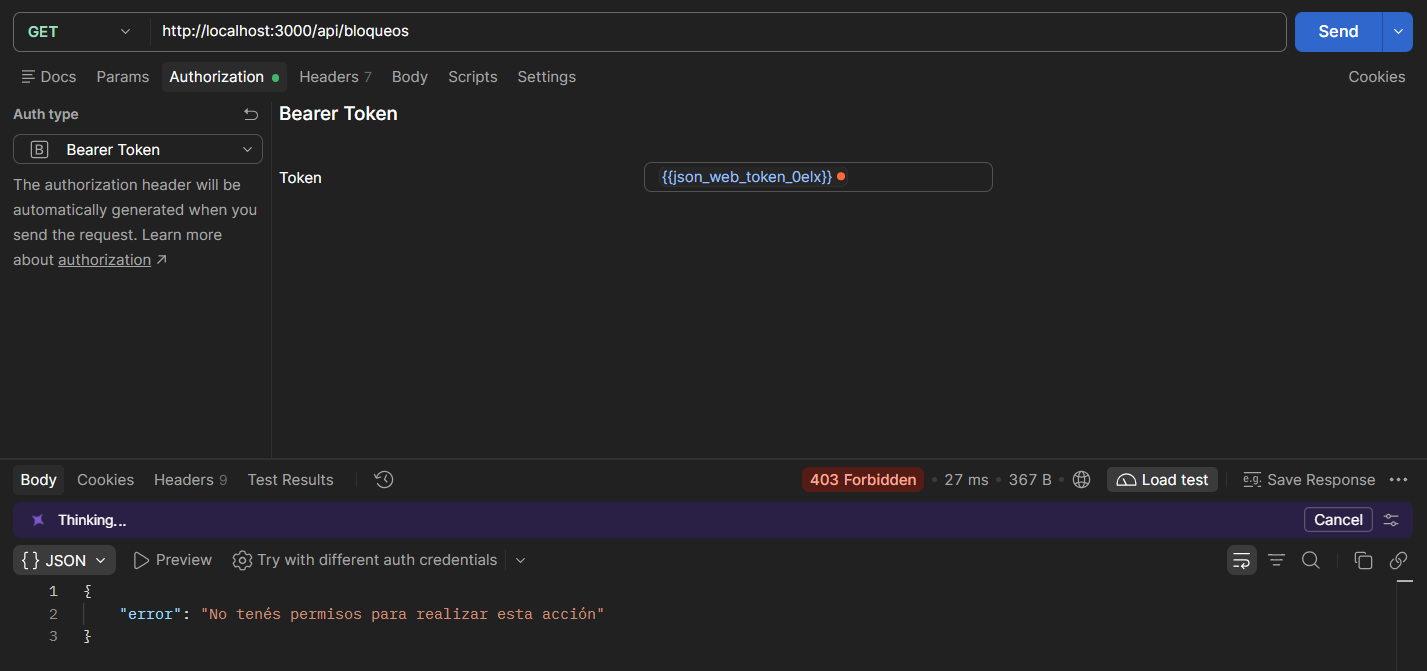 GET http://localhost:3000/api/bloqueos Send
Docs Params Authorization Headers 7 Body Scripts Settings Cookies
Auth type
B Bearer Token
The authorization header will be
automatically generated when you
send the request. Learn more
about authorization
Bearer Token
Token {{json_web_token_0elx}}
Body Cookies Headers 9 Test Results 403 Forbidden 27 ms 367 B Load test e.g. Save Response
Thinking... Cancel
{} JSON Preview Try with different auth credentials
1 {
2 "error": "No tenés permisos para realizar esta acción"
3 }